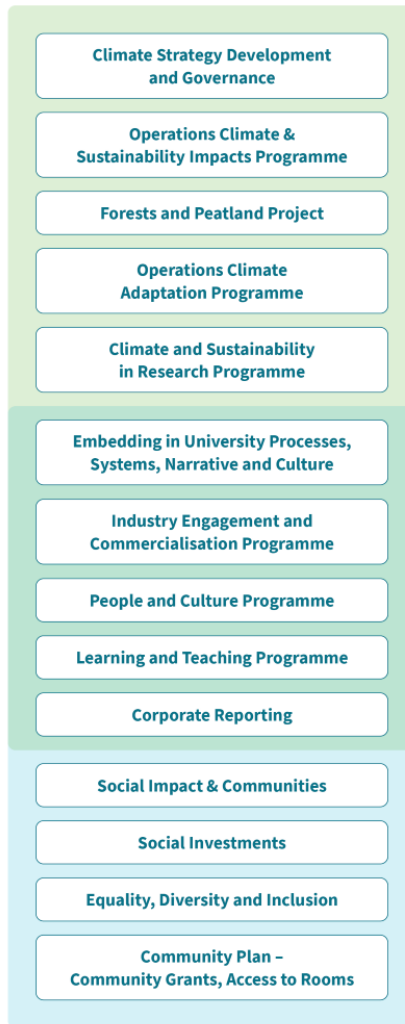 Climate Strategy Development
and Governance
Operations Climate &
Sustainability Impacts Programme
Forests and Peatland Project
Operations Climate
Adaptation Programme
Climate and Sustainability
in Research Programme
Embedding in University Processes,
Systems, Narrative and Culture
Industry Engagement and
Commercialisation Programme
People and Culture Programme
Learning and Teaching Programme
Corporate Reporting
Social Impact & Communities
Social Investments
Equality, Diversity and Inclusion
Community Plan –
Community Grants, Access to Rooms